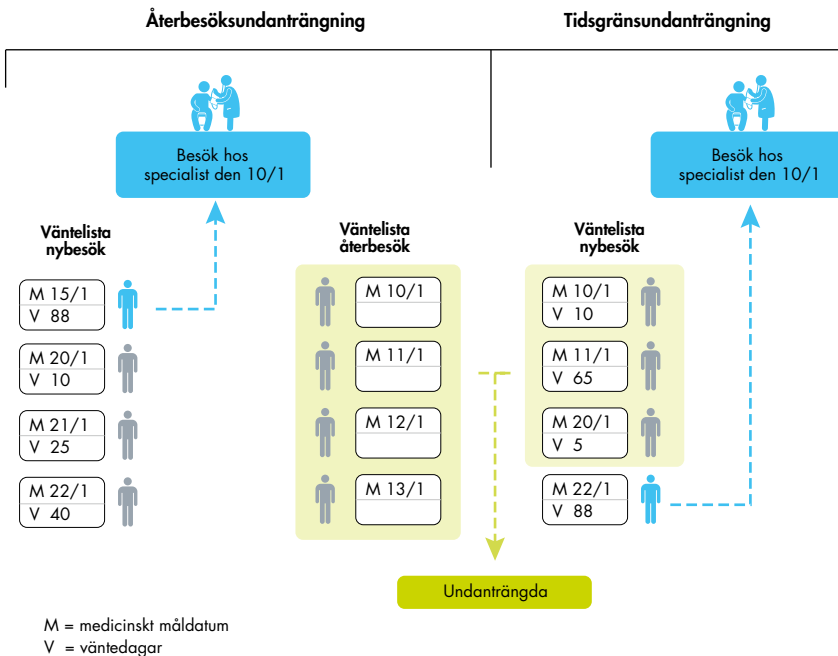 Återbesöksundanträngning
Tidsgränsundanträngning
Besök hos
specialist den 10/1
Besök hos
specialist den 10/1
Väntelista
nybesök
M 15/1
V 88
M 20/1
V 10
M 21/1
V 25
M 22/1
V 40
Väntelista
återbesök
M 10/1
M 11/1
M 12/1
M 13/1
Väntelista
nybesök
M 10/1
V 10
M 11/1
V 65
M 20/1
V 5
M 22/1
V 88
Undanträngda
M = medicinskt måldatum
V = väntedagar